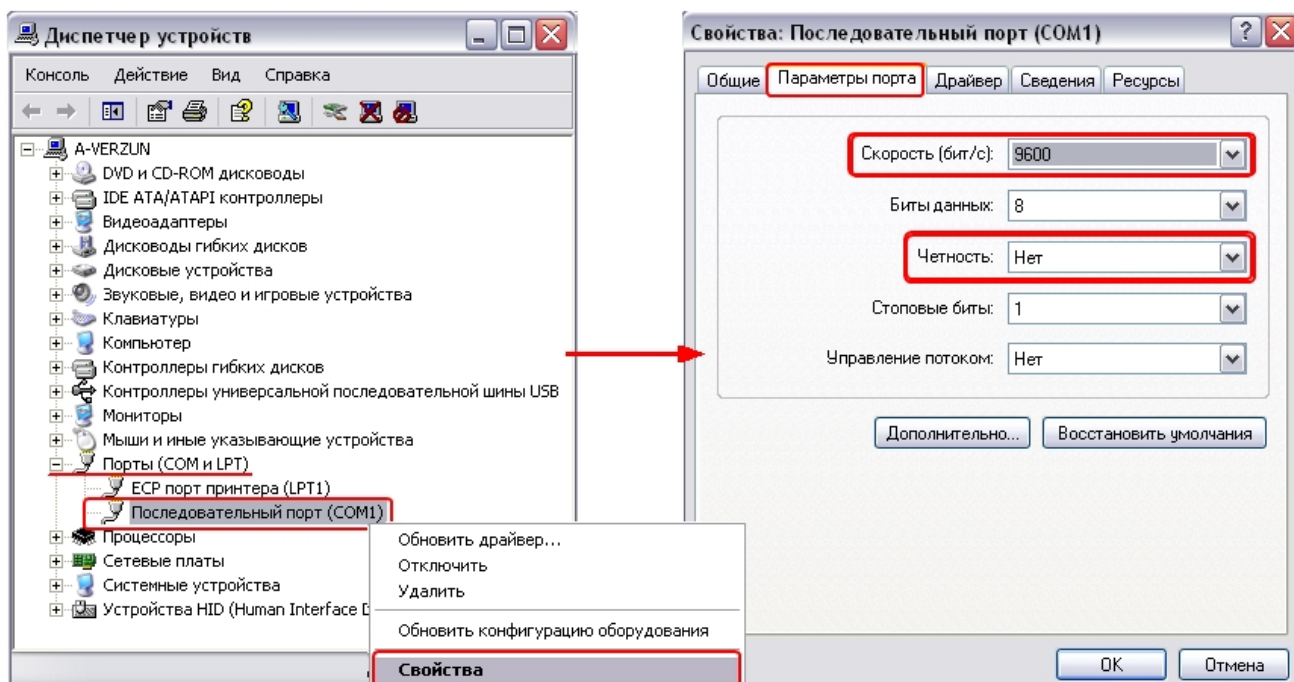 Диспетчер устройств
Консоль Действие Вид Справка
A-VERZUN
DVD и CD-ROM дисководы
IDE ATA/ATAPI контроллеры
Видеоадаптеры
Дисководы гибких дисков
Дисковые устройства
Звуковые, видео и игровые устройства
Клавиатуры
Компьютер
Контроллеры гибких дисков
Контроллеры универсальной последовательной шины USB
Мониторы
Мыши и иные указывающие устройства
Порты (COM и LPT)
ECP порт принтера (LPT1)
Последовательный порт (COM1)
Процессоры
Сетевые платы
Системные устройства
Устройства HID (Human Interface D
Обновить драйвер...
Отключить
Удалить
Обновить конфигурацию оборудования
Свойства
Свойства: Последовательный порт (COM1)
Общие Параметры порта Драйвер Сведения Ресурсы
Скорость (бит/с): 9600
Биты данных: 8
Четность: Нет
Стоповые биты: 1
Управление потоком: Нет
Дополнительно... Восстановить умолчания
OK Отмена